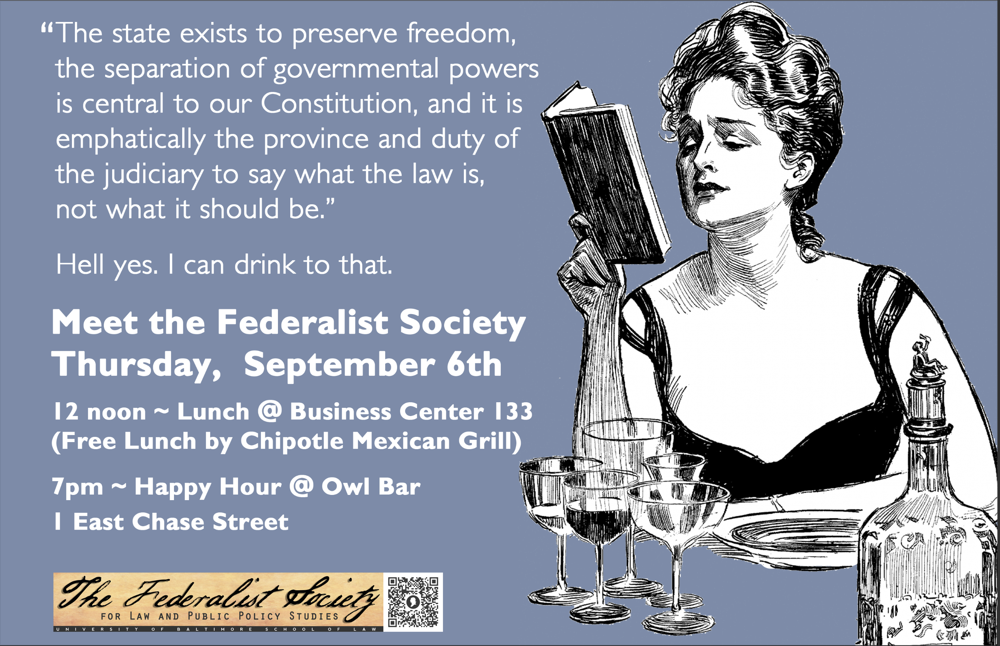 “The state exists to preserve freedom,
the separation of governmental powers
is central to our Constitution, and it is
emphatically the province and duty of
the judiciary to say what the law is,
not what it should be.”
Hell yes. I can drink to that.
Meet the Federalist Society
Thursday, September 6th
12 noon ~ Lunch @ Business Center 133
(Free Lunch by Chipotle Mexican Grill)
7pm ~ Happy Hour @ Owl Bar
1 East Chase Street
The Federalist Society
FOR LAW AND PUBLIC POLICY STUDIES
UNIVERSITY OF BALTIMORE SCHOOL OF LAW